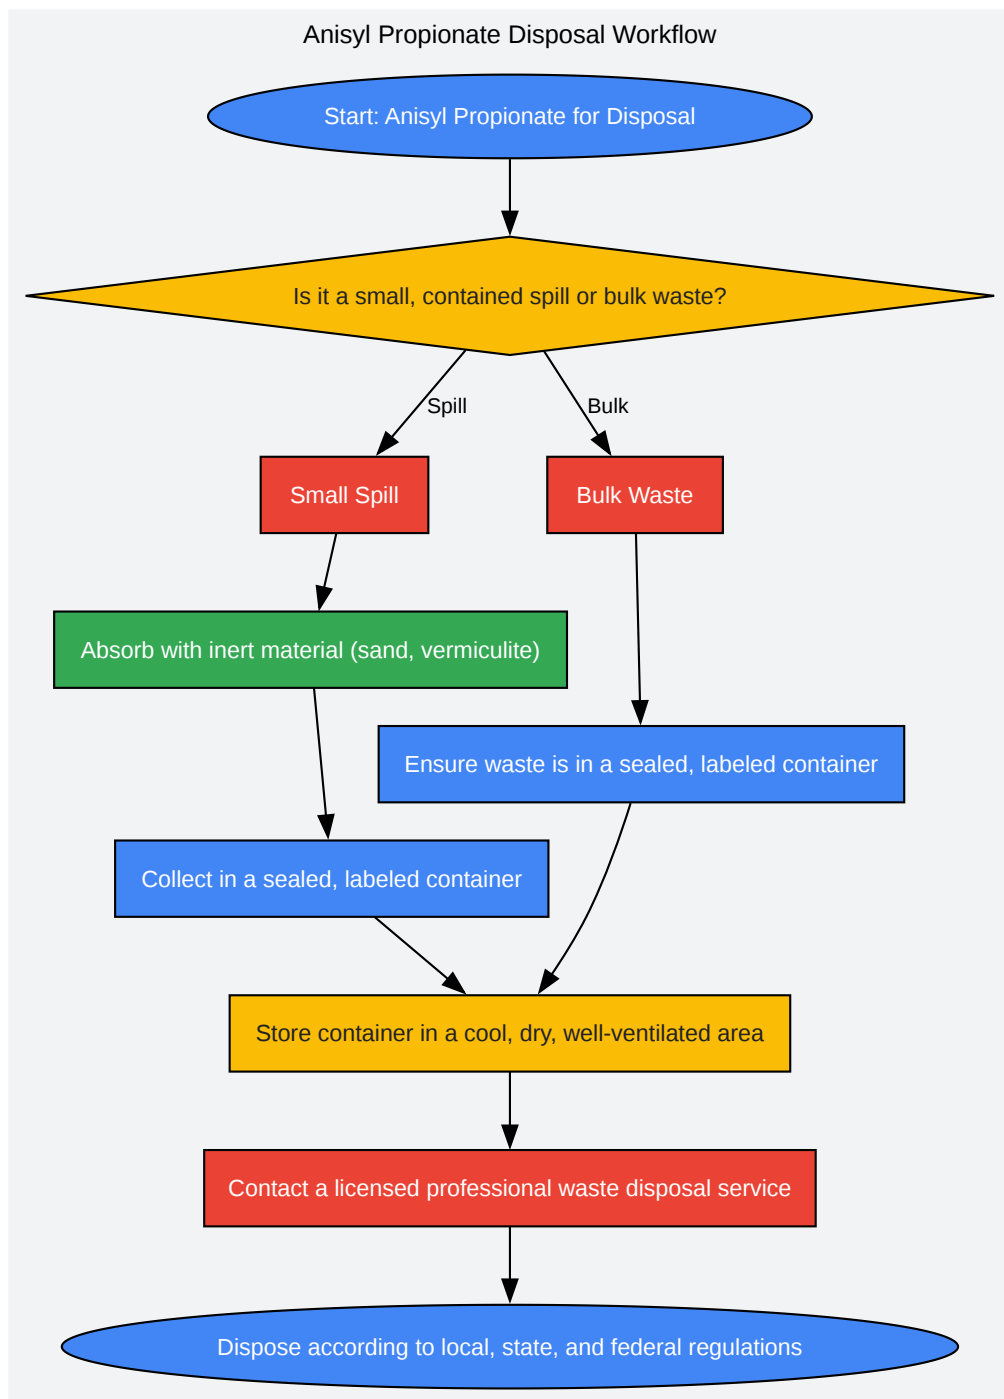 Anisyl Propionate Disposal Workflow
Start: Anisyl Propionate for Disposal
Is it a small, contained spill or bulk waste?
Spill
Bulk
Small Spill
Bulk Waste
Absorb with inert material (sand, vermiculite)
Ensure waste is in a sealed, labeled container
Collect in a sealed, labeled container
Store container in a cool, dry, well-ventilated area
Contact a licensed professional waste disposal service
Dispose according to local, state, and federal regulations